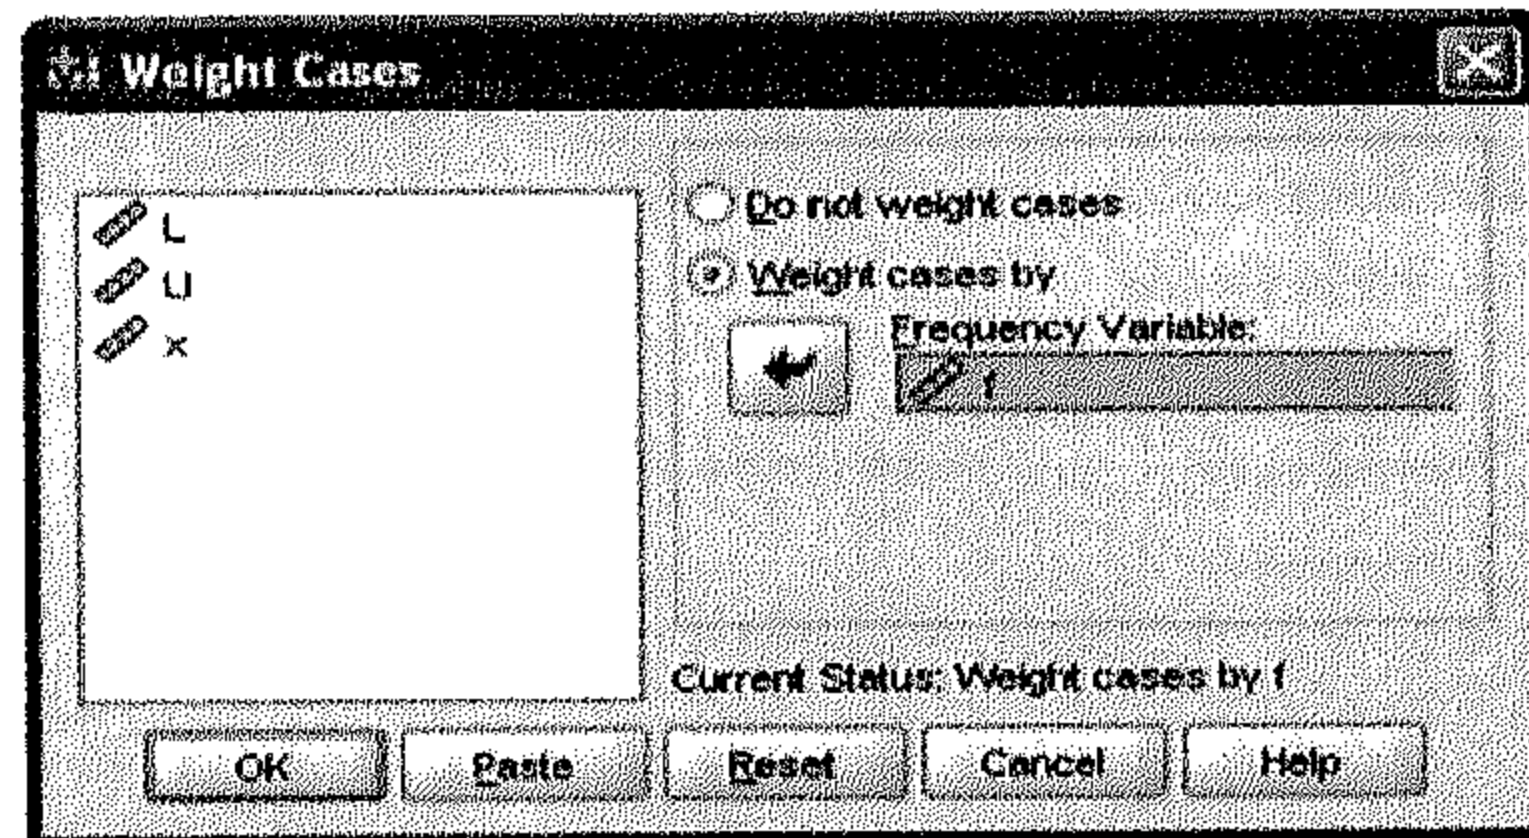 Weight Cases
L
U
x
Do not weight cases
Weight cases by
Frequency Variable:
f
Current Status: Weight cases by f
OK
Paste
Reset
Cancel
Help